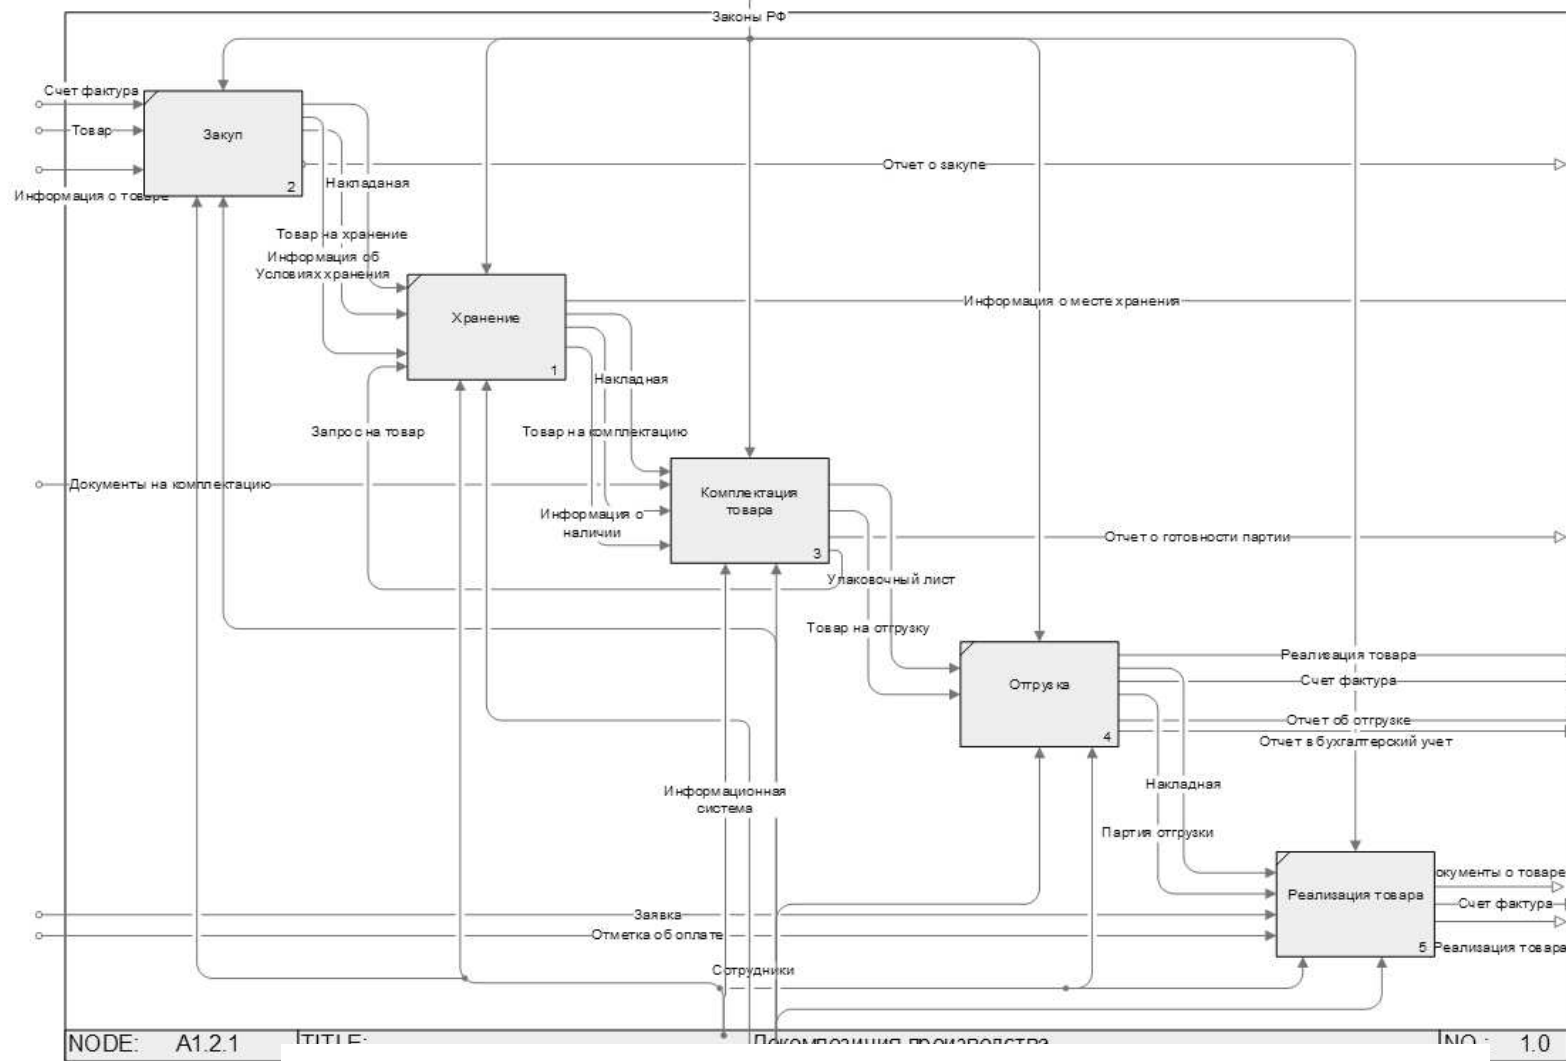 Законы РФ
Счет фактура
Товар
Закуп
2
Информация о товаре
Отчет о закупе
Накладаная
Товар на хранение
Информация об
Условиях хранения
Информация о месте хранения
Хранение
1
Накладная
Запрос на товар
Товар на комплектацию
Документы на комплектацию
Комплектация
товара
3
Информация о
наличии
Отчет о готовности партии
Упаковочный лист
Товар на отгрузку
Реализация товара
Счет фактура
Отгрузка
4
Отчет об отгрузке
Отчет в бухгалтерский учет
Накладная
Информационная
система
Партия отгрузки
окументы о товаре
Реализация товара
5
Счет фактура
Заявка
Отметка об оплате
Реализация товара
Сотрудники
NODE: A1.2.1 TITLE: Декомпозиция производства NO.: 1.0